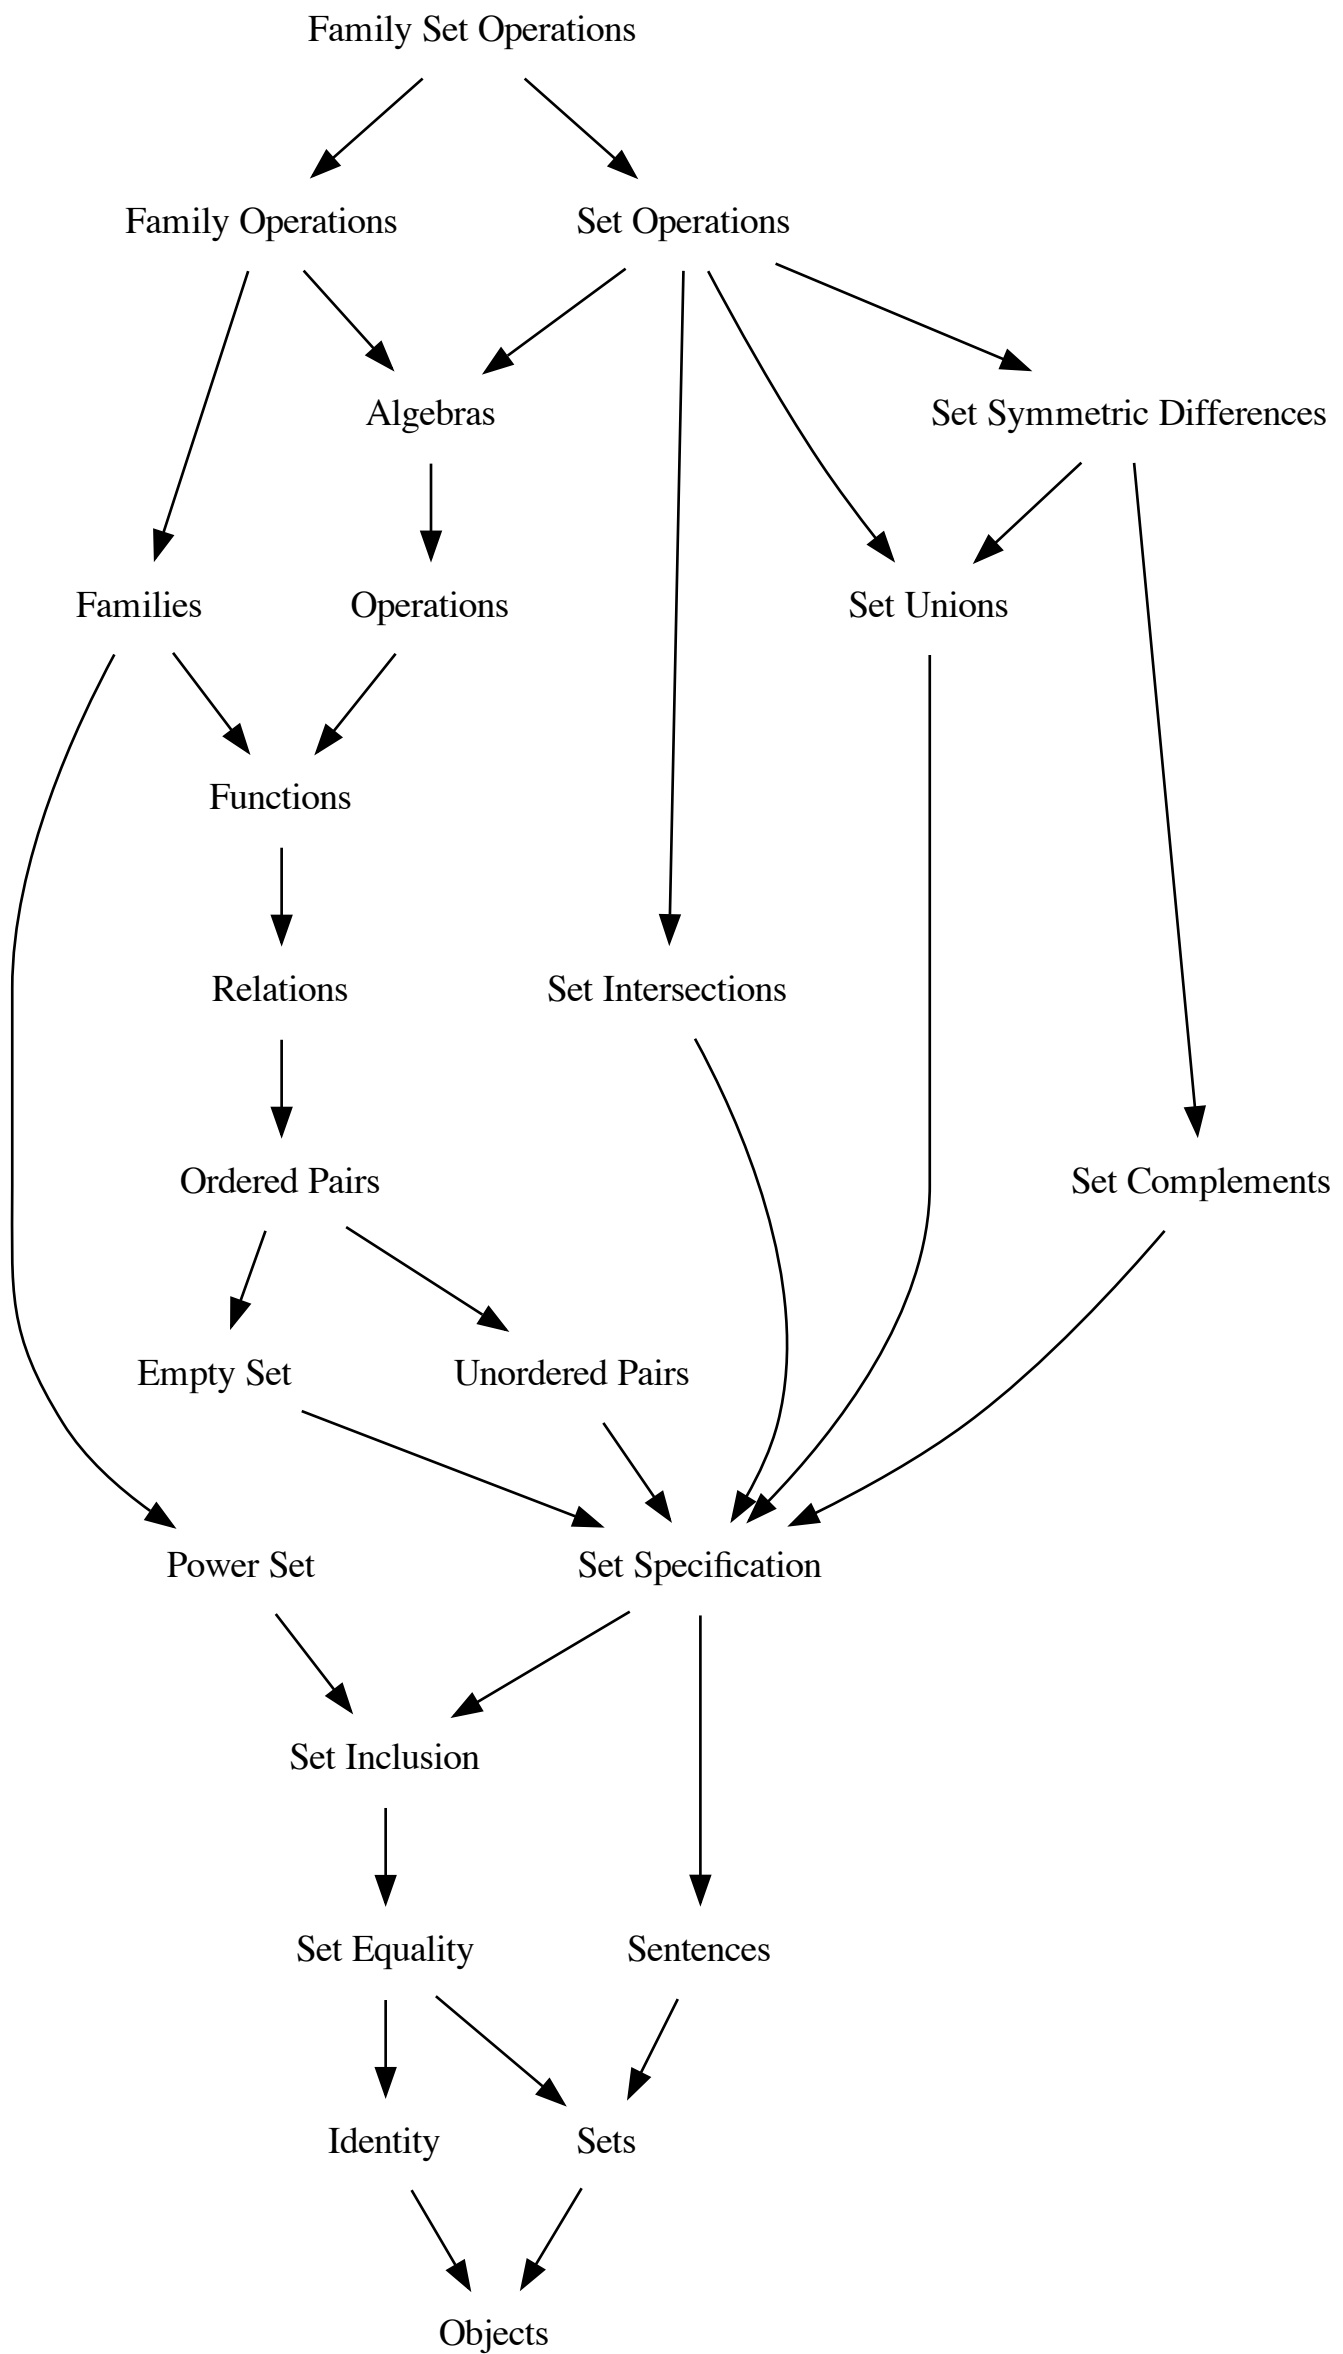 Family Set Operations
Family Operations
Set Operations
Algebras
Set Symmetric Differences
Families
Operations
Set Unions
Functions
Relations
Set Intersections
Ordered Pairs
Set Complements
Empty Set
Unordered Pairs
Power Set
Set Specification
Set Inclusion
Set Equality
Sentences
Identity
Sets
Objects